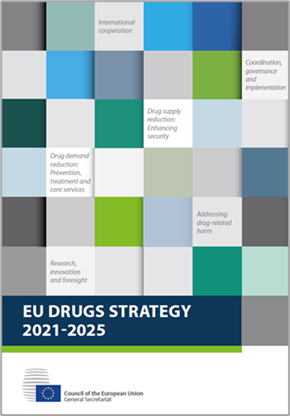 International
cooperation
Coordination,
governance
and
implementation
Drug supply
reduction:
Enhancing
security
Drug demand
reduction:
Prevention,
treatment and
care services
Addressing
drug-related
harm
Research,
innovation
and foresight
EU DRUGS STRATEGY
2021-2025
Council of the European Union
General Secretariat